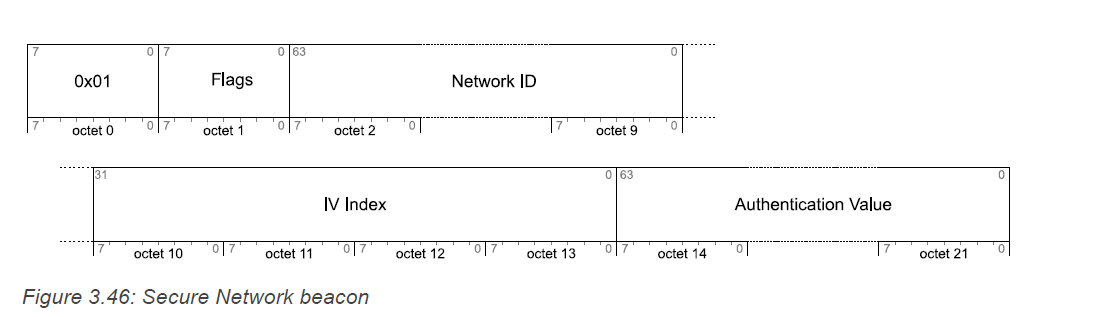 7 0 7 0 63 0
0x01 Flags Network ID
7 octet 0 0 7 octet 1 0 7 octet 2 0 7 octet 9 0
31 0 63 0
IV Index Authentication Value
7 octet 10 0 7 octet 11 0 7 octet 12 0 7 octet 13 0 7 octet 14 0 7 octet 21 0
Figure 3.46: Secure Network beacon